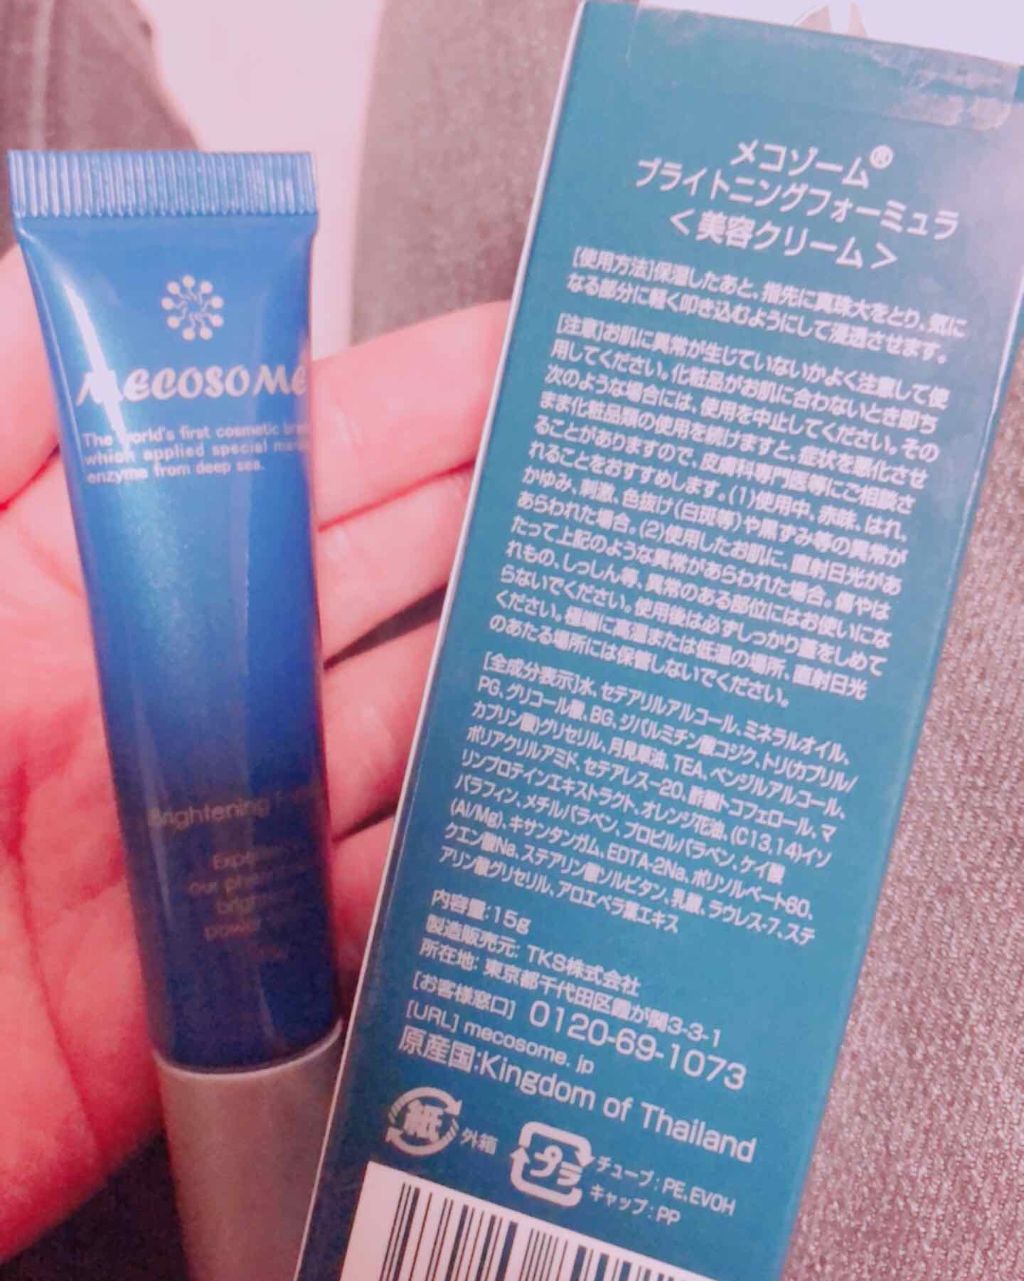 MECOSOME
The world's first cosmetic
which applied special
enzyme from deep sea.
Brightening
our
power
メコゾーム®
ブライトニングフォーミュラ
＜美容クリーム＞
[使用方法]保湿したあと、指先に真珠大をとり、気に
なる部分に軽く叩き込むようにして浸透させます。
[注意]お肌に異常が生じていないかよく注意して使
用してください。化粧品がお肌に合わないとき即ち
次のような場合には、使用を中止してください。その
まま化粧品類の使用を続けますと、症状を悪化させ
ることがありますので、皮膚科専門医等にご相談さ
れることをおすすめします。(1)使用中、赤味、はれ、
かゆみ、刺激、色抜け(白斑等)や黒ずみ等の異常が
あらわれた場合。(2)使用したお肌に、直射日光があ
たって上記のような異常があらわれた場合。傷やは
れもの、しっしん等、異常のある部位にはお使いにな
らないでください。使用後は必ずしっかり蓋をしめて
ください。極端に高温または低温の場所、直射日光
のあたる場所には保管しないでください。
[全成分表示]水、セテアリルアルコール、ミネラルオイル、
PG、グリコール酸、BG、ジパルミチン酸コジク、トリ(カプリル/
カプリン酸)グリセリル、月見草油、TEA、ベンジルアルコール、
ポリアクリルアミド、セテアレス-20、酢酸トコフェロール、マ
リンプロテインエキストラクト、オレンジ花油、(C13,14)イソ
パラフィン、メチルパラベン、プロピルパラベン、ケイ酸
(Al/Mg)、キサンタンガム、EDTA-2Na、ポリソルベート60、
クエン酸Na、ステアリン酸ソルビタン、乳酸、ラウレス-7、ステ
アリン酸グリセリル、アロエベラ葉エキス
内容量:15g
製造販売元: TKS株式会社
所在地: 東京都千代田区霞が関3-3-1
[お客様窓口] 0120-69-1073
[URL] mecosome.jp
原産国:Kingdom of Thailand
紙 外箱
プラ チューブ:PE,EVOH
キャップ:PP